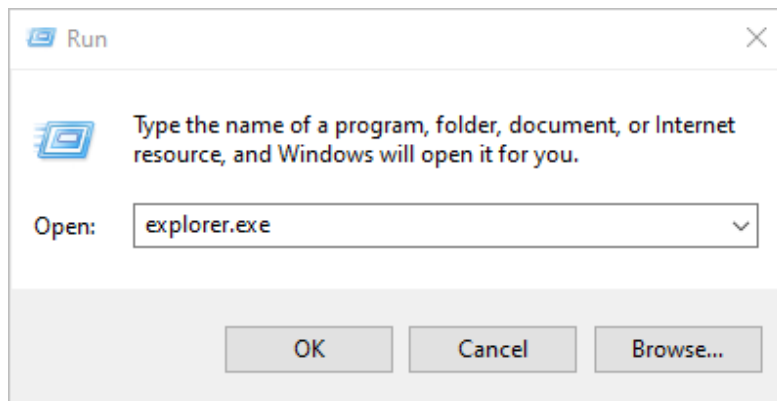 Run
Type the name of a program, folder, document, or Internet
resource, and Windows will open it for you.
Open: explorer.exe
OK Cancel Browse...